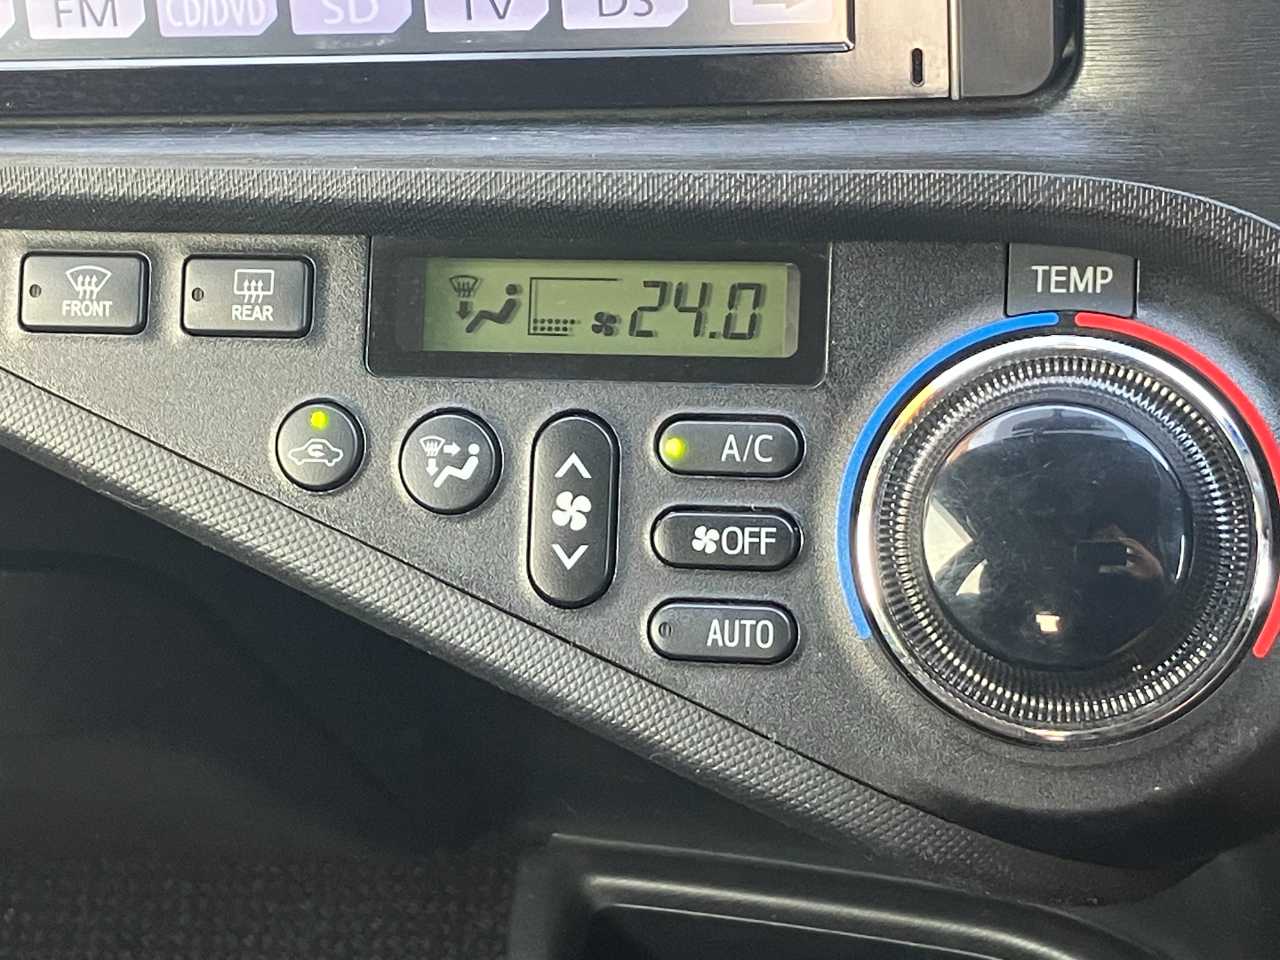 FM CD/DVD SD TV DS
FRONT
REAR
24.0
TEMP
A/C
OFF
AUTO